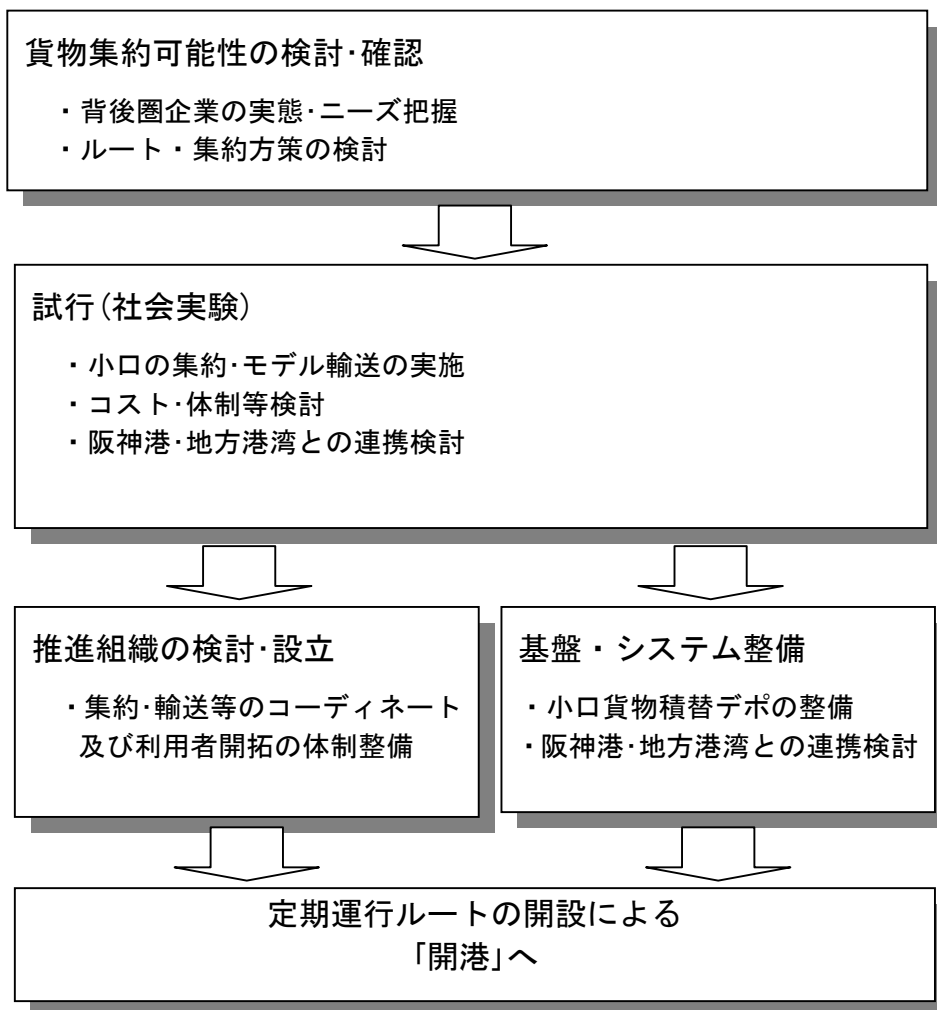 貨物集約可能性の検討･確認
・背後圏企業の実態･ニーズ把握
・ルート・集約方策の検討
試行(社会実験)
・小口の集約･モデル輸送の実施
・コスト･体制等検討
・阪神港･地方港湾との連携検討
推進組織の検討･設立
・集約･輸送等のコーディネート
及び利用者開拓の体制整備
基盤・システム整備
・小口貨物積替デポの整備
・阪神港･地方港湾との連携検討
定期運行ルートの開設による
｢開港｣へ